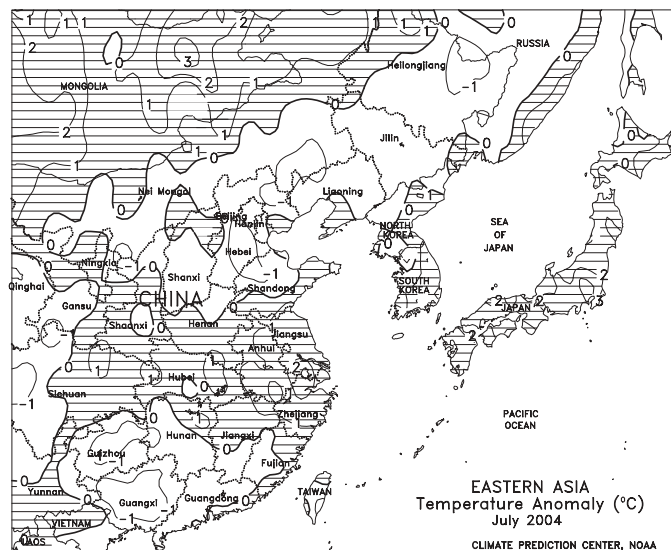 RUSSIA
Heilongjiang
MONGOLIA
Jilin
Nei Mongol
Liaoning
Beijing
Tianjin
NORTH
KOREA
SEA
OF
JAPAN
Hebei
Ningxia
Shanxi
Qinghai
Shandong
SOUTH
KOREA
CHINA
Gansu
JAPAN
Shaanxi
Henan
Jiangsu
Anhui
Hubei
Sichuan
Zhejiang
PACIFIC
OCEAN
Hunan
Jiangxi
Guizhou
Fujian
Yunnan
Guangxi
Guangdong
TAIWAN
VIETNAM
LAOS
EASTERN ASIA
Temperature Anomaly (°C)
July 2004
CLIMATE PREDICTION CENTER, NOAA